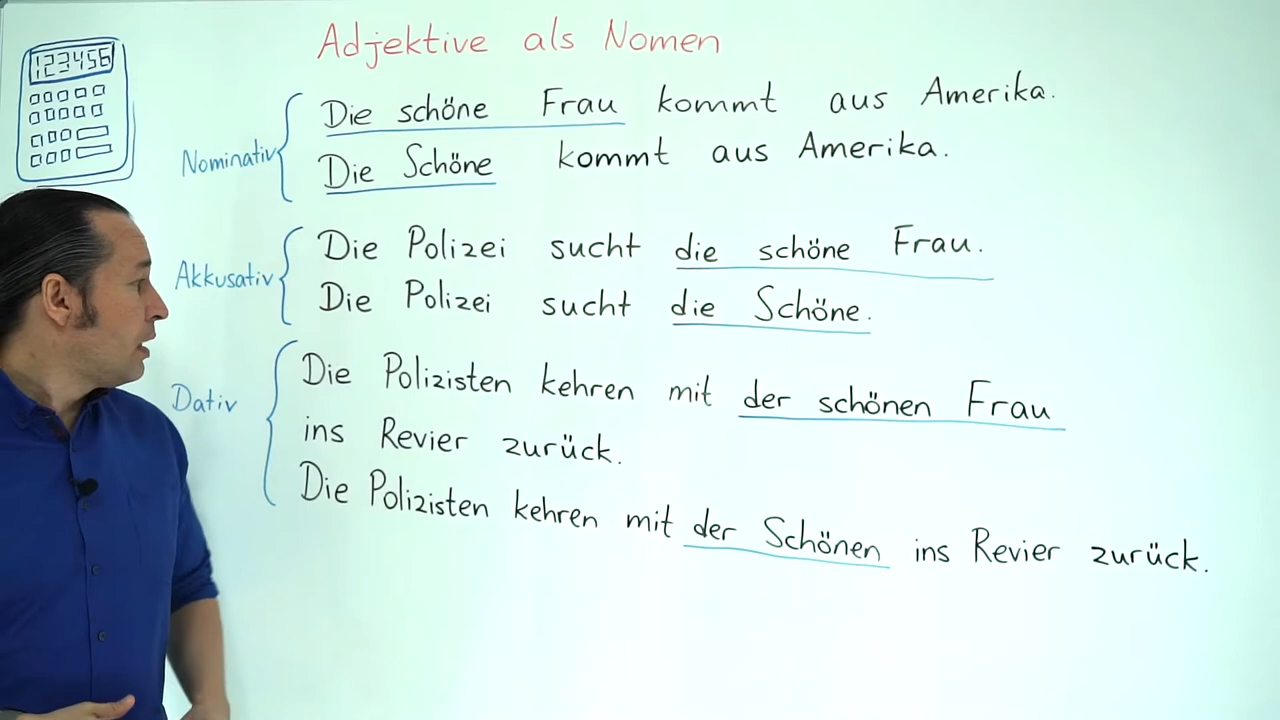 123456
Adjektive als Nomen
Nominativ
Die schöne Frau kommt aus Amerika.
Die Schöne kommt aus Amerika.
Akkusativ
Die Polizei sucht die schöne Frau.
Die Polizei sucht die Schöne.
Dativ
Die Polizisten kehren mit der schönen Frau
ins Revier zurück.
Die Polizisten kehren mit der Schönen ins Revier zurück.